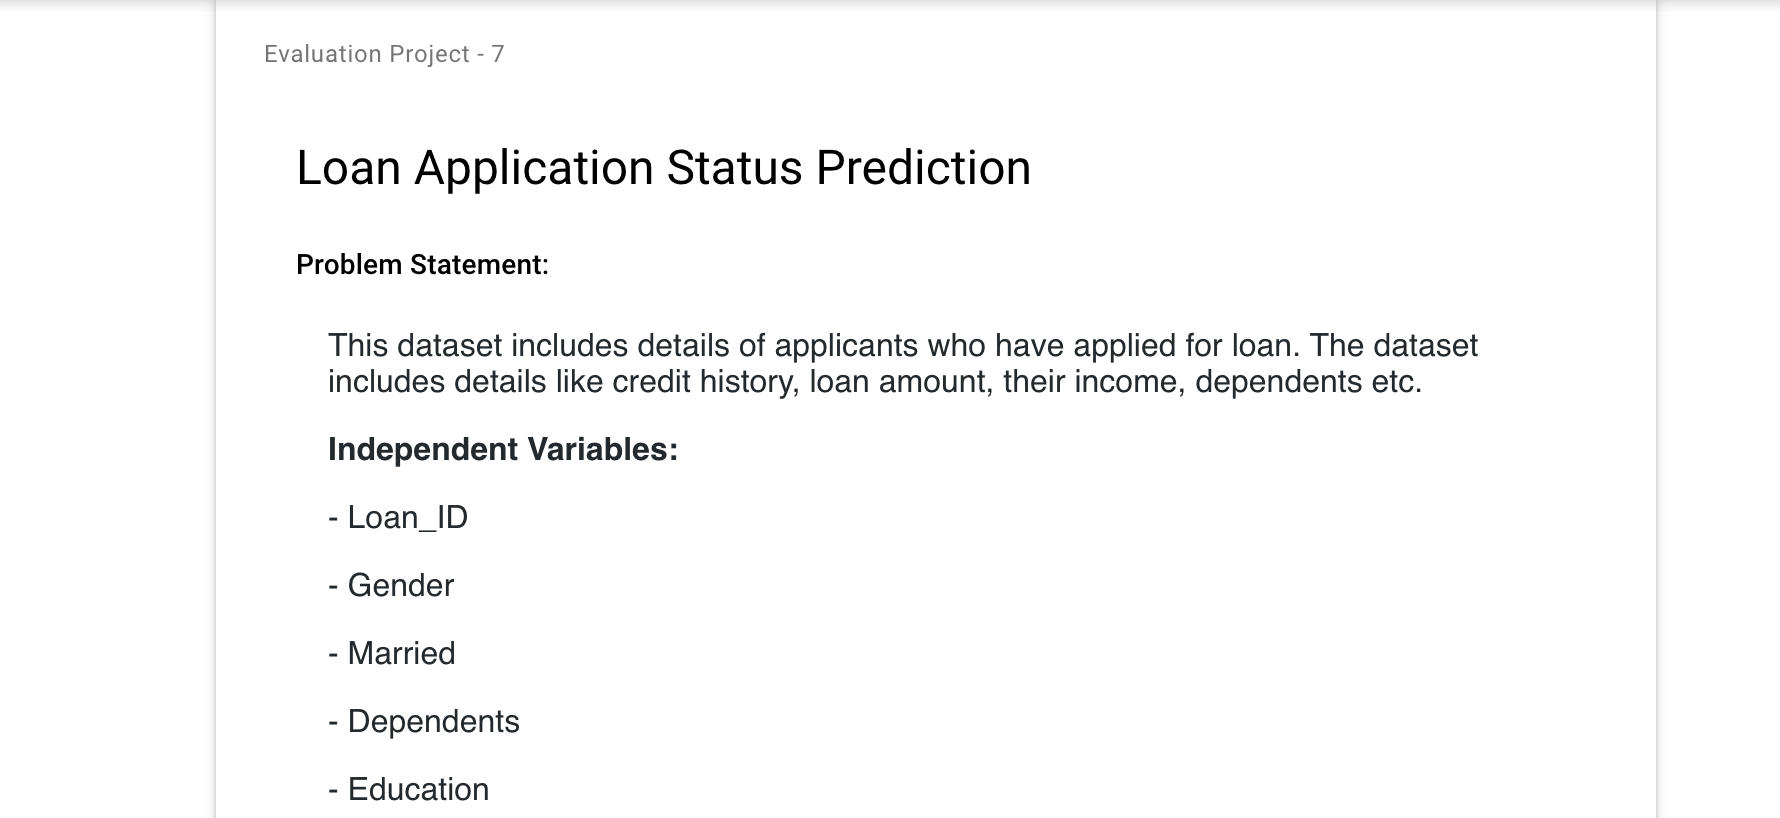 Evaluation Project - 7
Loan Application Status Prediction
Problem Statement:
This dataset includes details of applicants who have applied for loan. The dataset
includes details like credit history, loan amount, their income, dependents etc.
Independent Variables:
- Loan_ID
- Gender
- Married
- Dependents
- Education